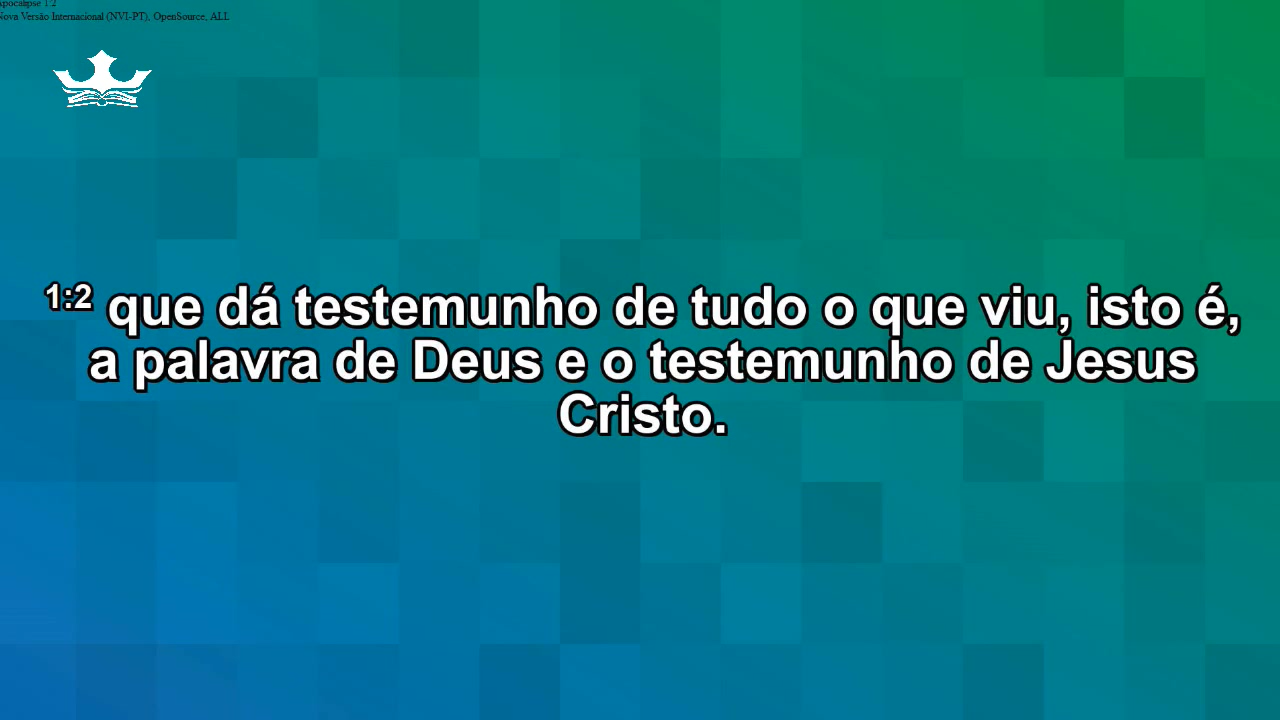 Apocalipse 1:2
Nova Versão Internacional (NVI-PT), OpenSource, ALL
1:2 que dá testemunho de tudo o que viu, isto é,
a palavra de Deus e o testemunho de Jesus
Cristo.